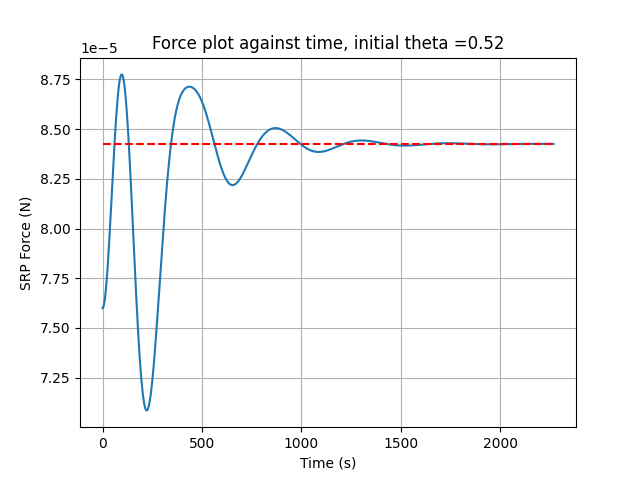 Force plot against time, initial theta =0.52
1e−5
8.75
8.50
8.25
8.00
7.75
7.50
7.25
SRP Force (N)
0 500 1000 1500 2000
Time (s)